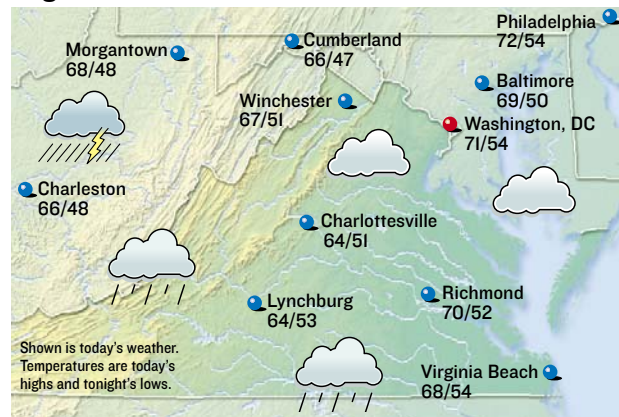 Philadelphia
72/54
Morgantown
68/48
Cumberland
66/47
Baltimore
69/50
Winchester
67/51
Washington, DC
71/54
Charleston
66/48
Charlottesville
64/51
Lynchburg
64/53
Richmond
70/52
Shown is today's weather.
Temperatures are today's
highs and tonight's lows.
Virginia Beach
68/54